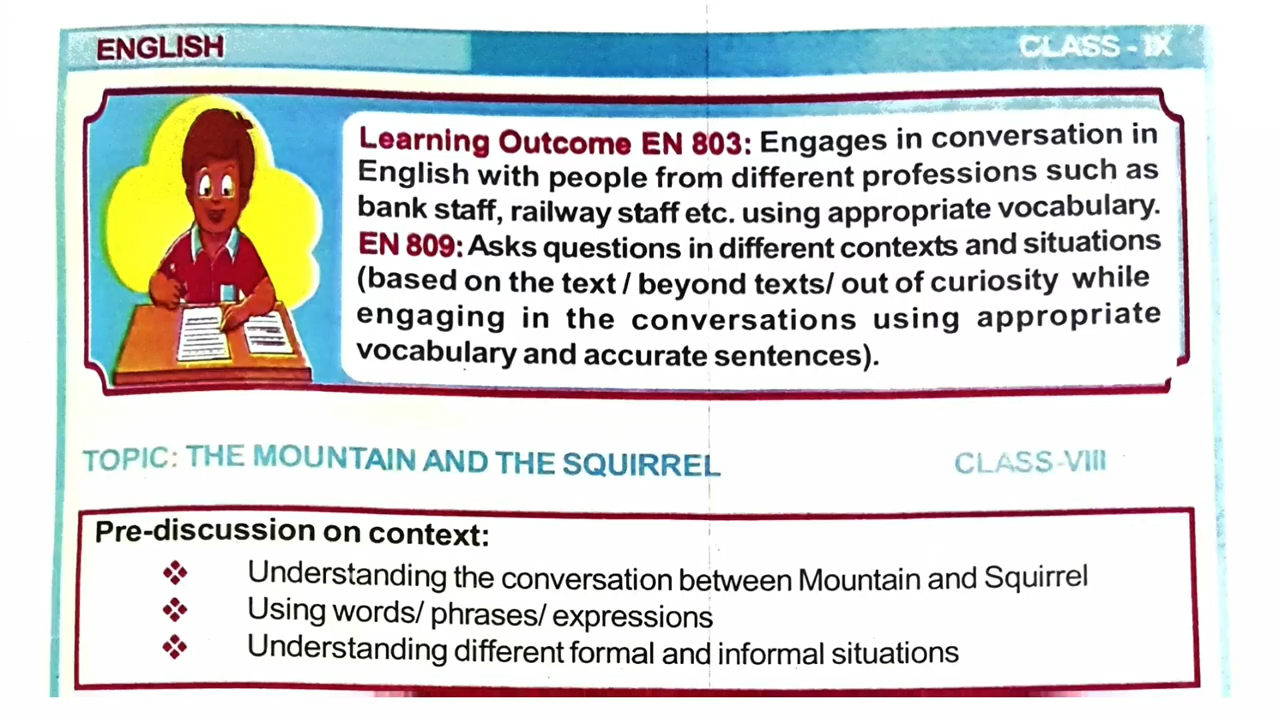 ENGLISH CLASS - IX
Learning Outcome EN 803: Engages in conversation in
English with people from different professions such as
bank staff, railway staff etc. using appropriate vocabulary.
EN 809: Asks questions in different contexts and situations
(based on the text / beyond texts/ out of curiosity while
engaging in the conversations using appropriate
vocabulary and accurate sentences).
TOPIC: THE MOUNTAIN AND THE SQUIRREL CLASS-VIII
Pre-discussion on context:
❖ Understanding the conversation between Mountain and Squirrel
❖ Using words/ phrases/ expressions
❖ Understanding different formal and informal situations